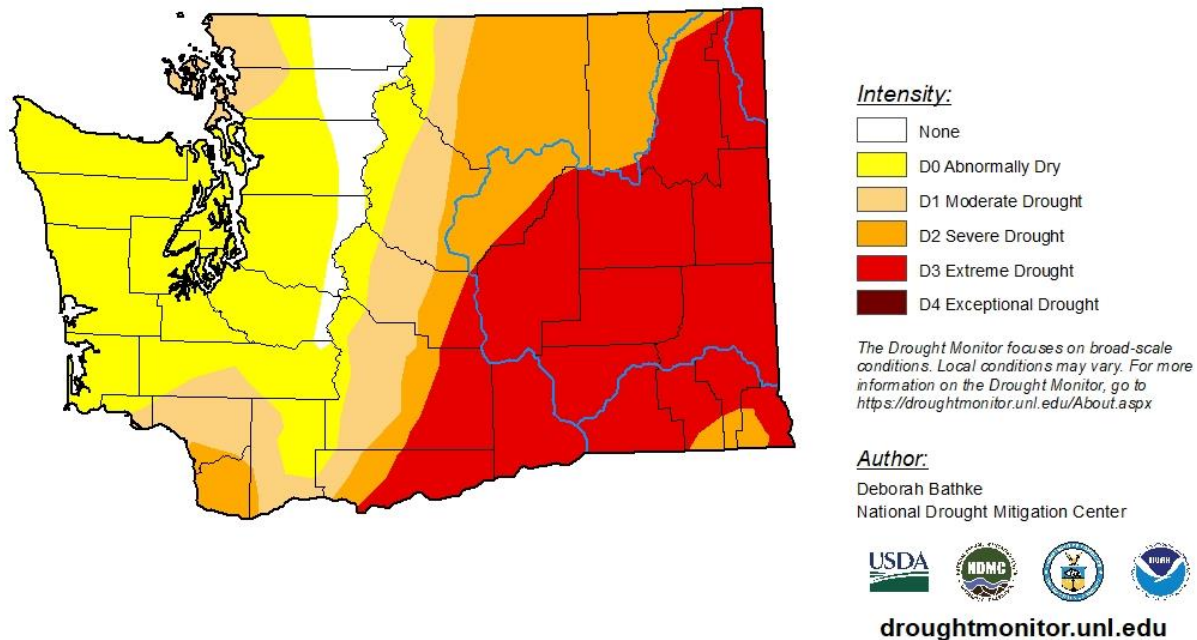 Intensity:
None
D0 Abnormally Dry
D1 Moderate Drought
D2 Severe Drought
D3 Extreme Drought
D4 Exceptional Drought
The Drought Monitor focuses on broad-scale
conditions. Local conditions may vary. For more
information on the Drought Monitor, go to
https://droughtmonitor.unl.edu/About.aspx
Author:
Deborah Bathke
National Drought Mitigation Center
USDA
NDMC
droughtmonitor.unl.edu